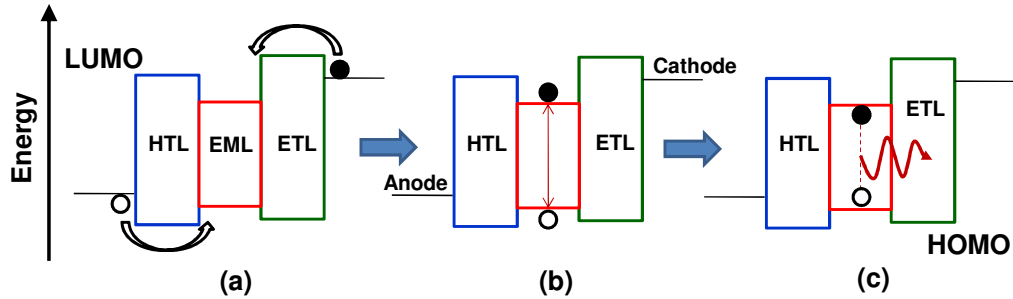 Energy
LUMO
HTL
EML
ETL
(a)
Anode
HTL
ETL
Cathode
(b)
HTL
ETL
HOMO
(c)